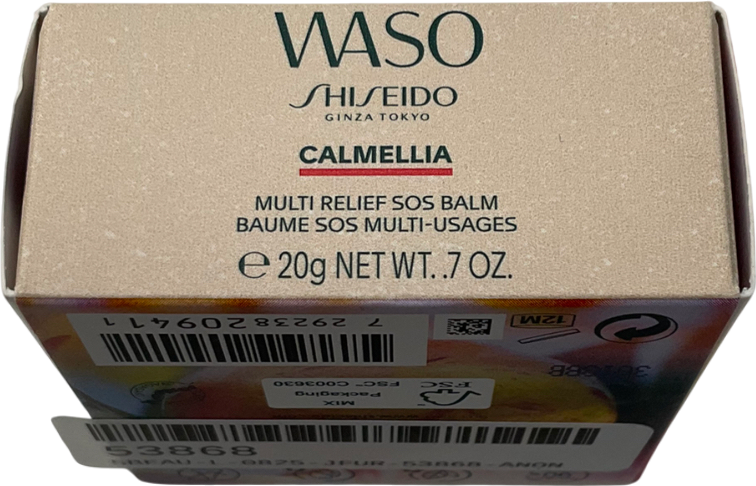 WASO
SHISEIDO
GINZA TOKYO
CALMELLIA
MULTI RELIEF SOS BALM
BAUME SOS MULTI-USAGES
℮ 20g NET WT. .7 OZ.
7 29238 20941 1
12M
FSC
FSC™ C003630
MIX
Packaging
53868